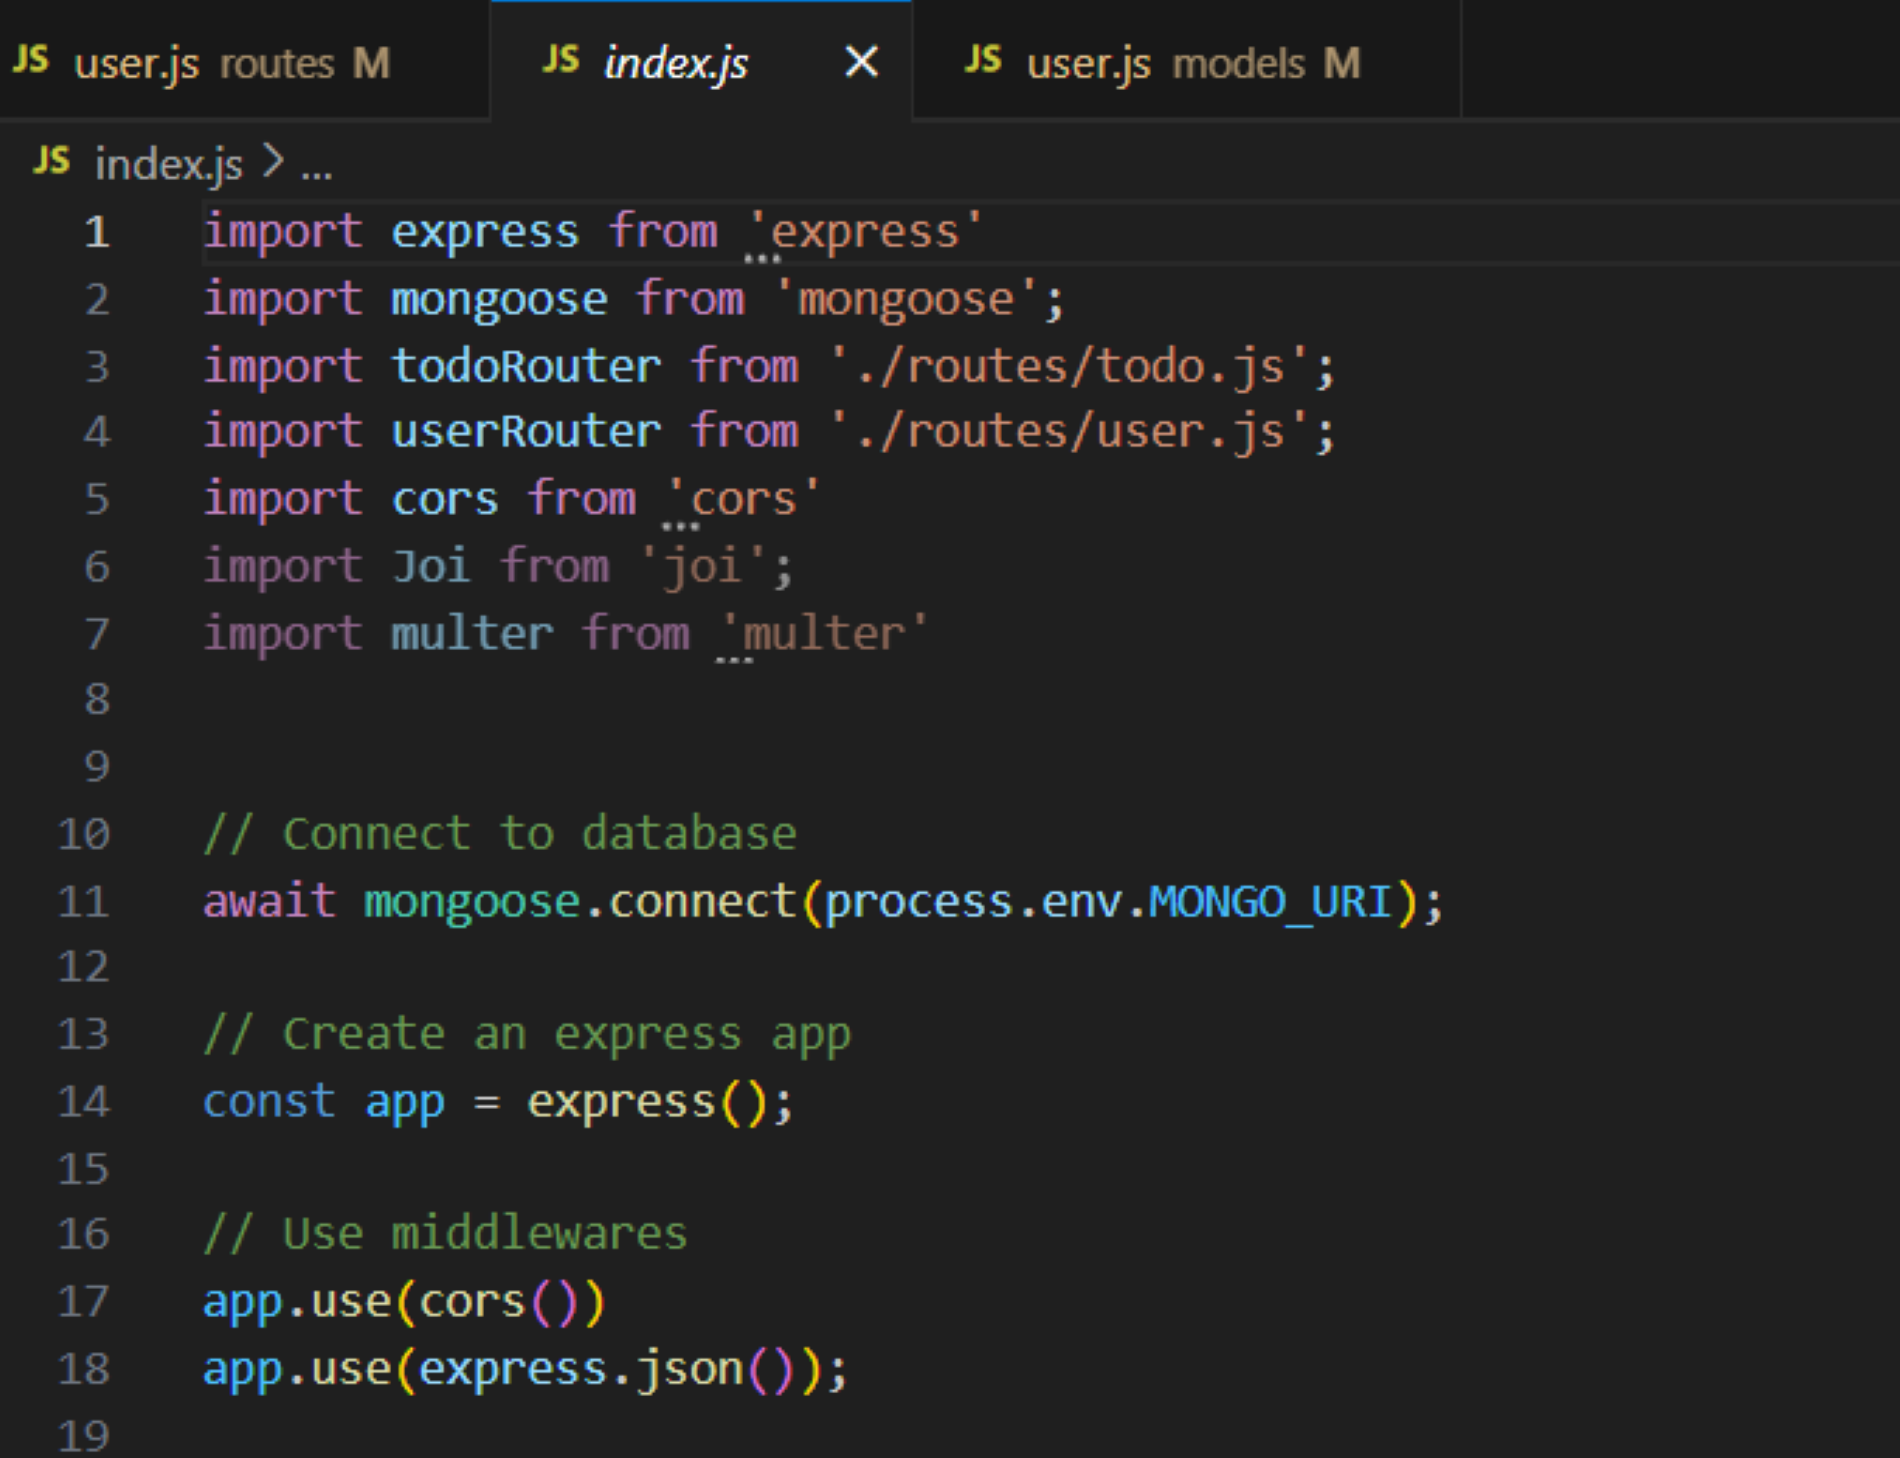 JS user.js routes M JS index.js × JS user.js models M
JS index.js > ...
1 import express from 'express'
2 import mongoose from 'mongoose';
3 import todoRouter from './routes/todo.js';
4 import userRouter from './routes/user.js';
5 import cors from 'cors'
6 import Joi from 'joi';
7 import multer from 'multer'
8
9
10 // Connect to database
11 await mongoose.connect(process.env.MONGO_URI);
12
13 // Create an express app
14 const app = express();
15
16 // Use middlewares
17 app.use(cors())
18 app.use(express.json());
19